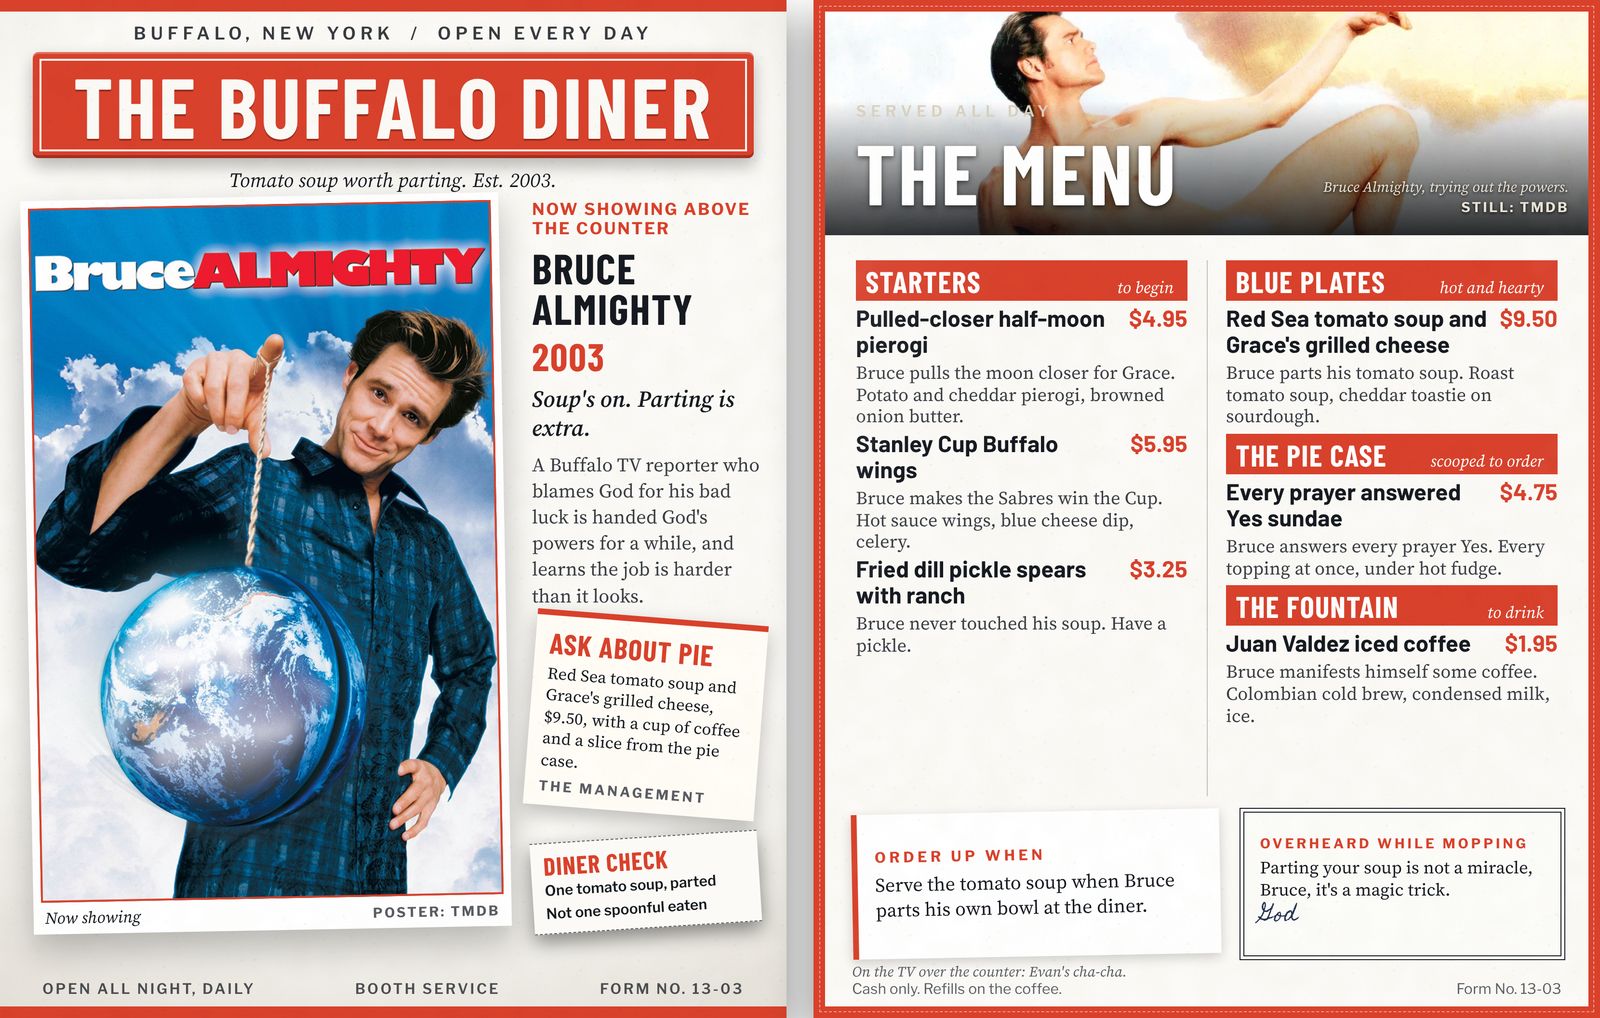 BUFFALO, NEW YORK / OPEN EVERY DAY
THE BUFFALO DINER
Tomato soup worth parting. Est. 2003.
BruceALMIGHTY
Now showing
POSTER: TMDB
NOW SHOWING ABOVE
THE COUNTER
BRUCE
ALMIGHTY
2003
Soup's on. Parting is
extra.
A Buffalo TV reporter who
blames God for his bad
luck is handed God's
powers for a while, and
learns the job is harder
than it looks.
ASK ABOUT PIE
Red Sea tomato soup and
Grace's grilled cheese,
$9.50, with a cup of coffee
and a slice from the pie
case.
THE MANAGEMENT
DINER CHECK
One tomato soup, parted
Not one spoonful eaten
OPEN ALL NIGHT, DAILY
BOOTH SERVICE
FORM NO. 13-03
SERVED ALL DAY
THE MENU
Bruce Almighty, trying out the powers.
STILL: TMDB
STARTERS to begin
Pulled-closer half-moon $4.95
pierogi
Bruce pulls the moon closer for Grace.
Potato and cheddar pierogi, browned
onion butter.
Stanley Cup Buffalo $5.95
wings
Bruce makes the Sabres win the Cup.
Hot sauce wings, blue cheese dip,
celery.
Fried dill pickle spears $3.25
with ranch
Bruce never touched his soup. Have a
pickle.
BLUE PLATES hot and hearty
Red Sea tomato soup and $9.50
Grace's grilled cheese
Bruce parts his tomato soup. Roast
tomato soup, cheddar toastie on
sourdough.
THE PIE CASE scooped to order
Every prayer answered $4.75
Yes sundae
Bruce answers every prayer Yes. Every
topping at once, under hot fudge.
THE FOUNTAIN to drink
Juan Valdez iced coffee $1.95
Bruce manifests himself some coffee.
Colombian cold brew, condensed milk,
ice.
ORDER UP WHEN
Serve the tomato soup when Bruce
parts his own bowl at the diner.
OVERHEARD WHILE MOPPING
Parting your soup is not a miracle,
Bruce, it's a magic trick.
God
On the TV over the counter: Evan's cha-cha.
Cash only. Refills on the coffee.
Form No. 13-03